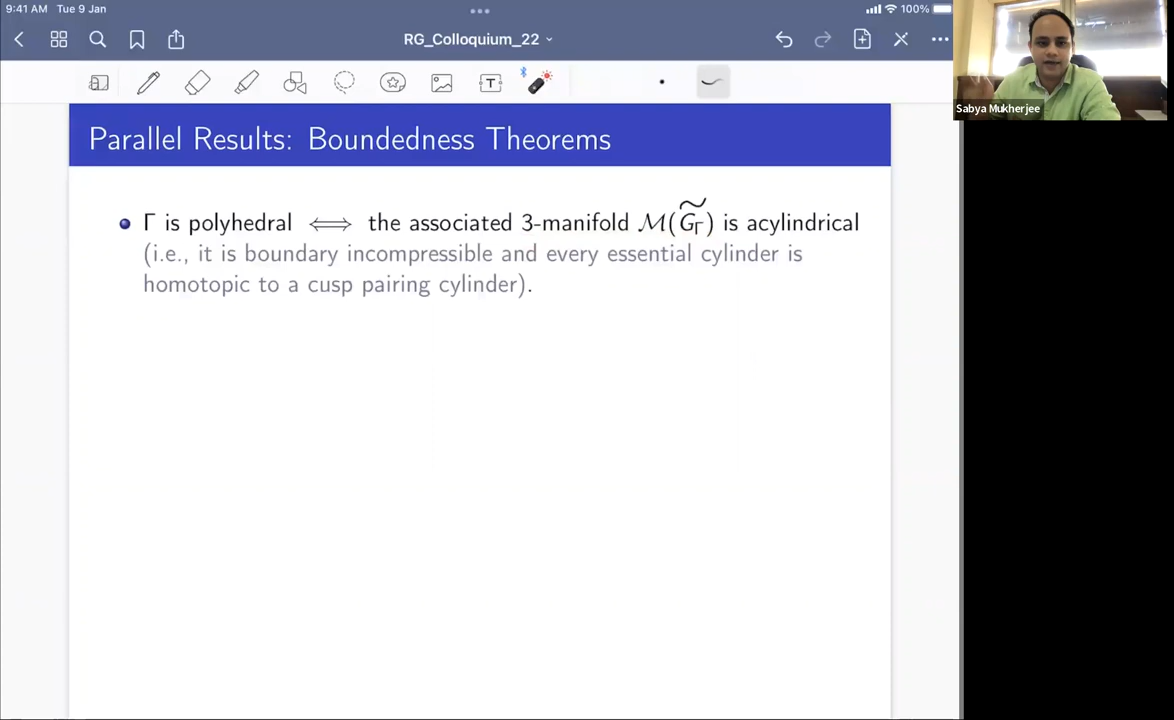 9:41 AM Tue 9 Jan
100%
RG_Colloquium_22
T
Sabya Mukherjee
Parallel Results: Boundedness Theorems
Γ is polyhedral ⟺ the associated 3-manifold ℳ(G̃_Γ) is acylindrical
(i.e., it is boundary incompressible and every essential cylinder is
homotopic to a cusp pairing cylinder).